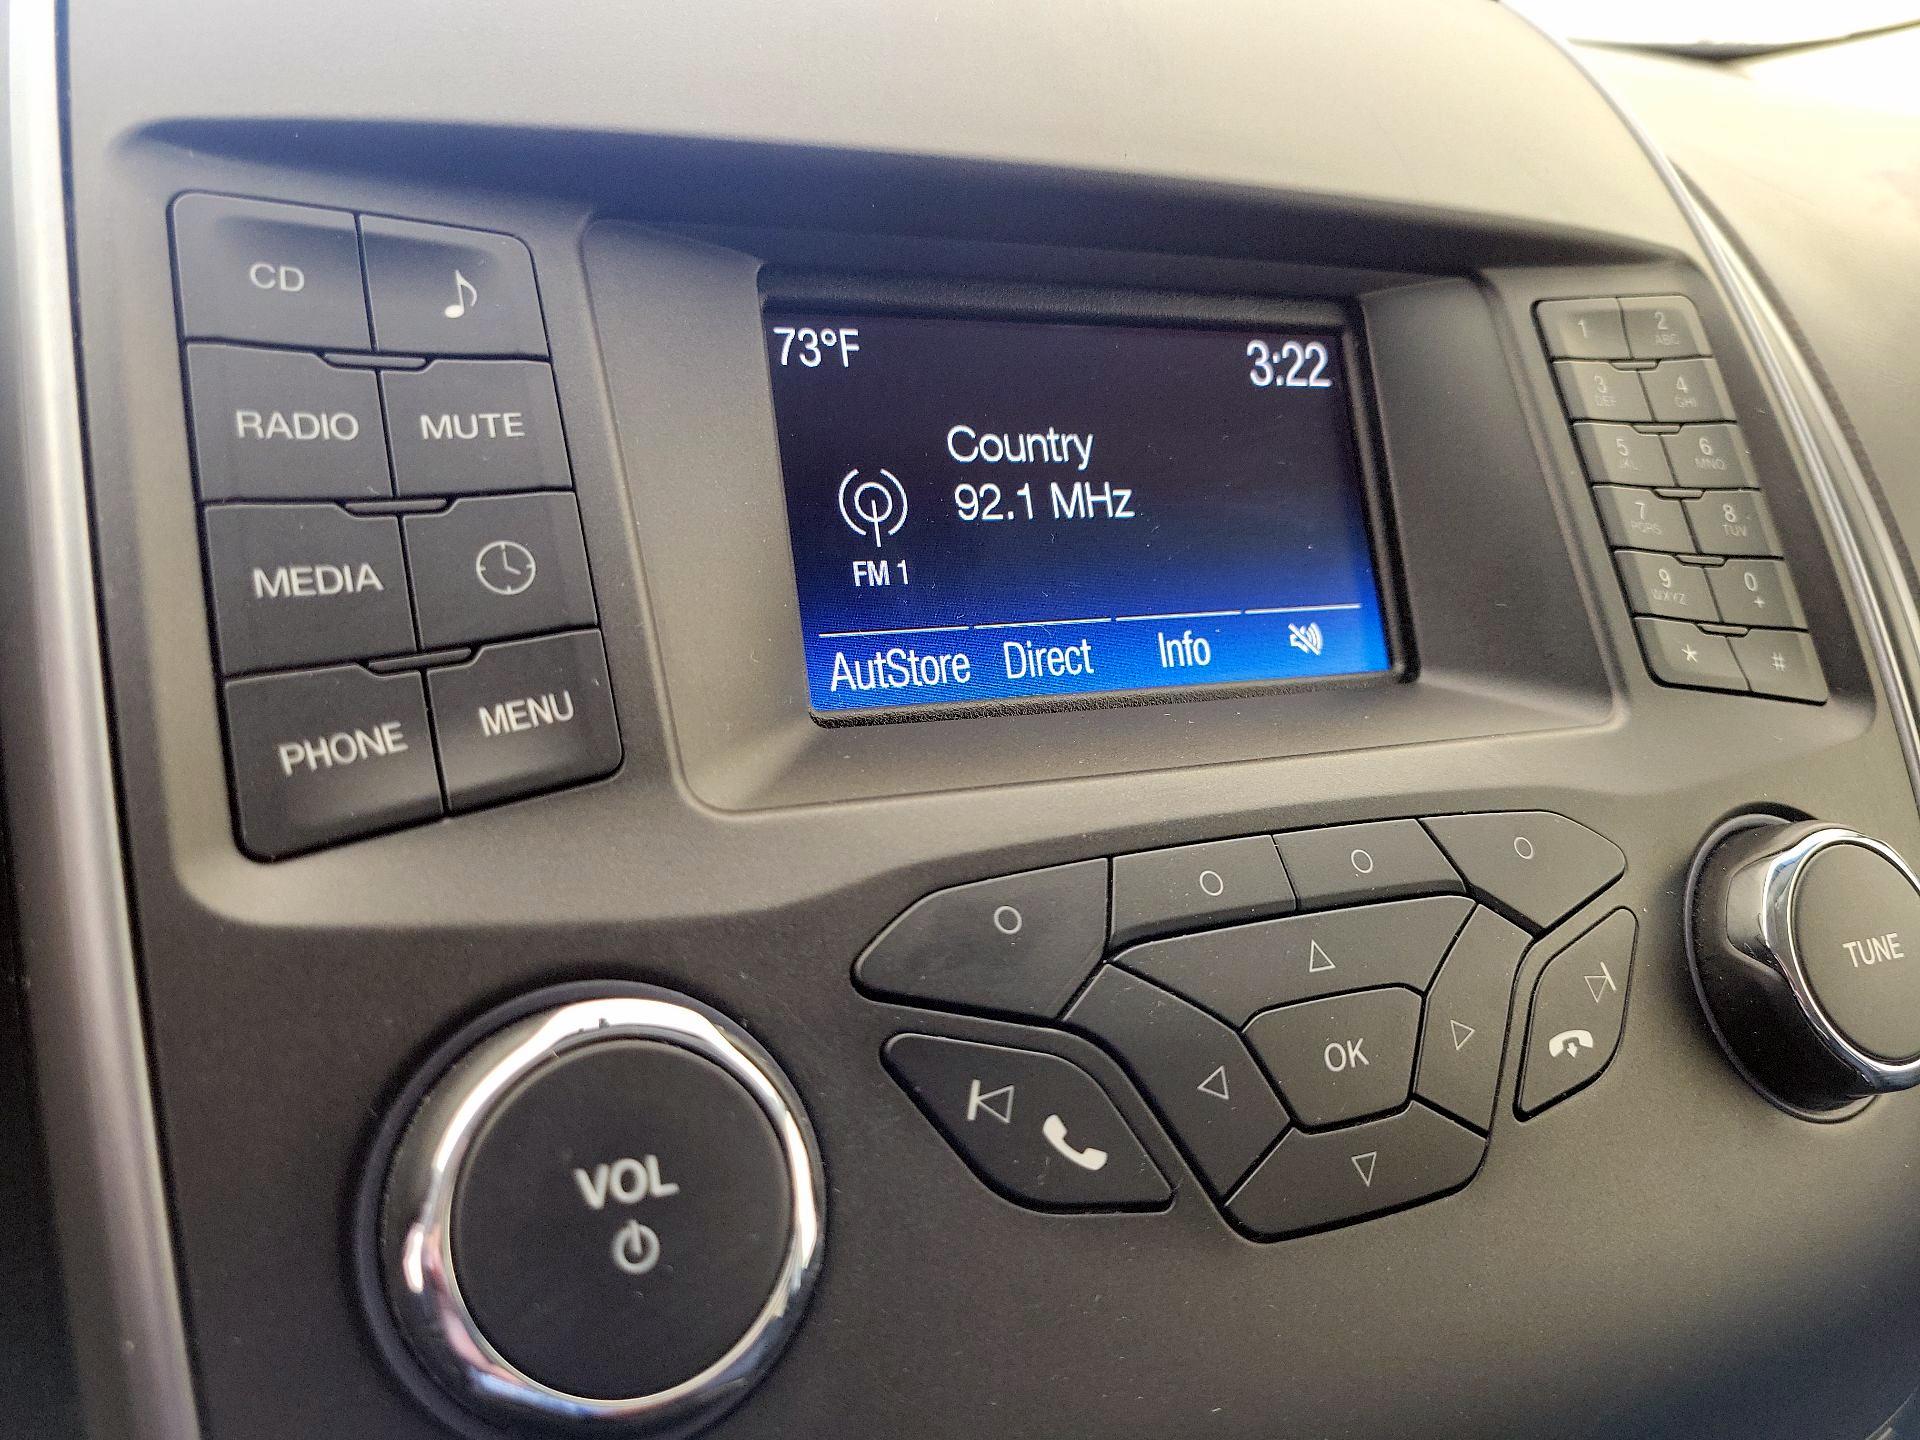 CD
RADIO MUTE
MEDIA
PHONE MENU
73°F 3:22
Country
92.1 MHz
FM 1
AutStore Direct Info
1 2 ABC
3 DEF 4 GHI
5 JKL 6 MNO
7 PQRS 8 TUV
9 WXYZ 0 +
* #
OK
VOL
TUNE